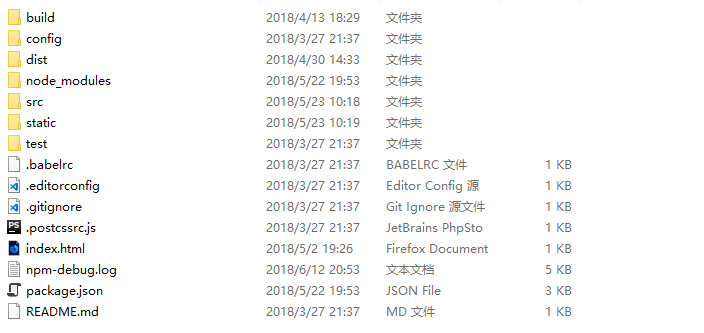 build 2018/4/13 18:29 文件夹
config 2018/3/27 21:37 文件夹
dist 2018/4/30 14:33 文件夹
node_modules 2018/5/22 19:53 文件夹
src 2018/5/23 10:18 文件夹
static 2018/5/23 10:19 文件夹
test 2018/3/27 21:37 文件夹
.babelrc 2018/3/27 21:37 BABELRC 文件 1 KB
.editorconfig 2018/3/27 21:37 Editor Config 源 1 KB
.gitignore 2018/3/27 21:37 Git Ignore 源文件 1 KB
PS .postcssrc.js 2018/3/27 21:37 JetBrains PhpSto 1 KB
index.html 2018/5/2 19:26 Firefox Document 1 KB
npm-debug.log 2018/6/12 20:53 文本文档 5 KB
package.json 2018/5/22 19:53 JSON File 3 KB
README.md 2018/3/27 21:37 MD 文件 1 KB